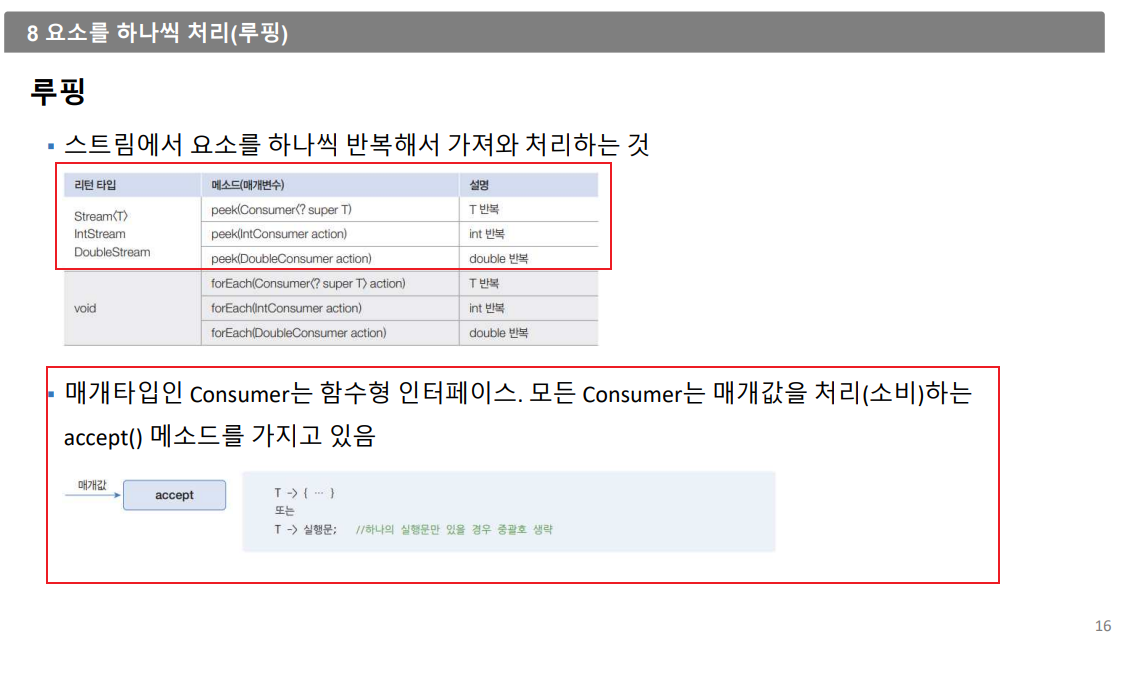 8 요소를 하나씩 처리(루핑)
루핑
▪ 스트림에서 요소를 하나씩 반복해서 가져와 처리하는 것
리턴 타입 메소드(매개변수) 설명
Stream〈T〉
IntStream
DoubleStream
peek(Consumer〈? super T) T 반복
peek(IntConsumer action) int 반복
peek(DoubleConsumer action) double 반복
void
forEach(Consumer〈? super T〉 action) T 반복
forEach(IntConsumer action) int 반복
forEach(DoubleConsumer action) double 반복
▪ 매개타입인 Consumer는 함수형 인터페이스. 모든 Consumer는 매개값을 처리(소비)하는
accept() 메소드를 가지고 있음
매개값
accept
T -> { … }
또는
T -> 실행문; //하나의 실행문만 있을 경우 중괄호 생략
16